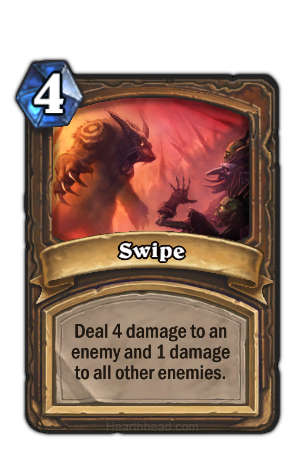 4
Swipe
Deal 4 damage to an
enemy and 1 damage
to all other enemies.
Hearthhead.com